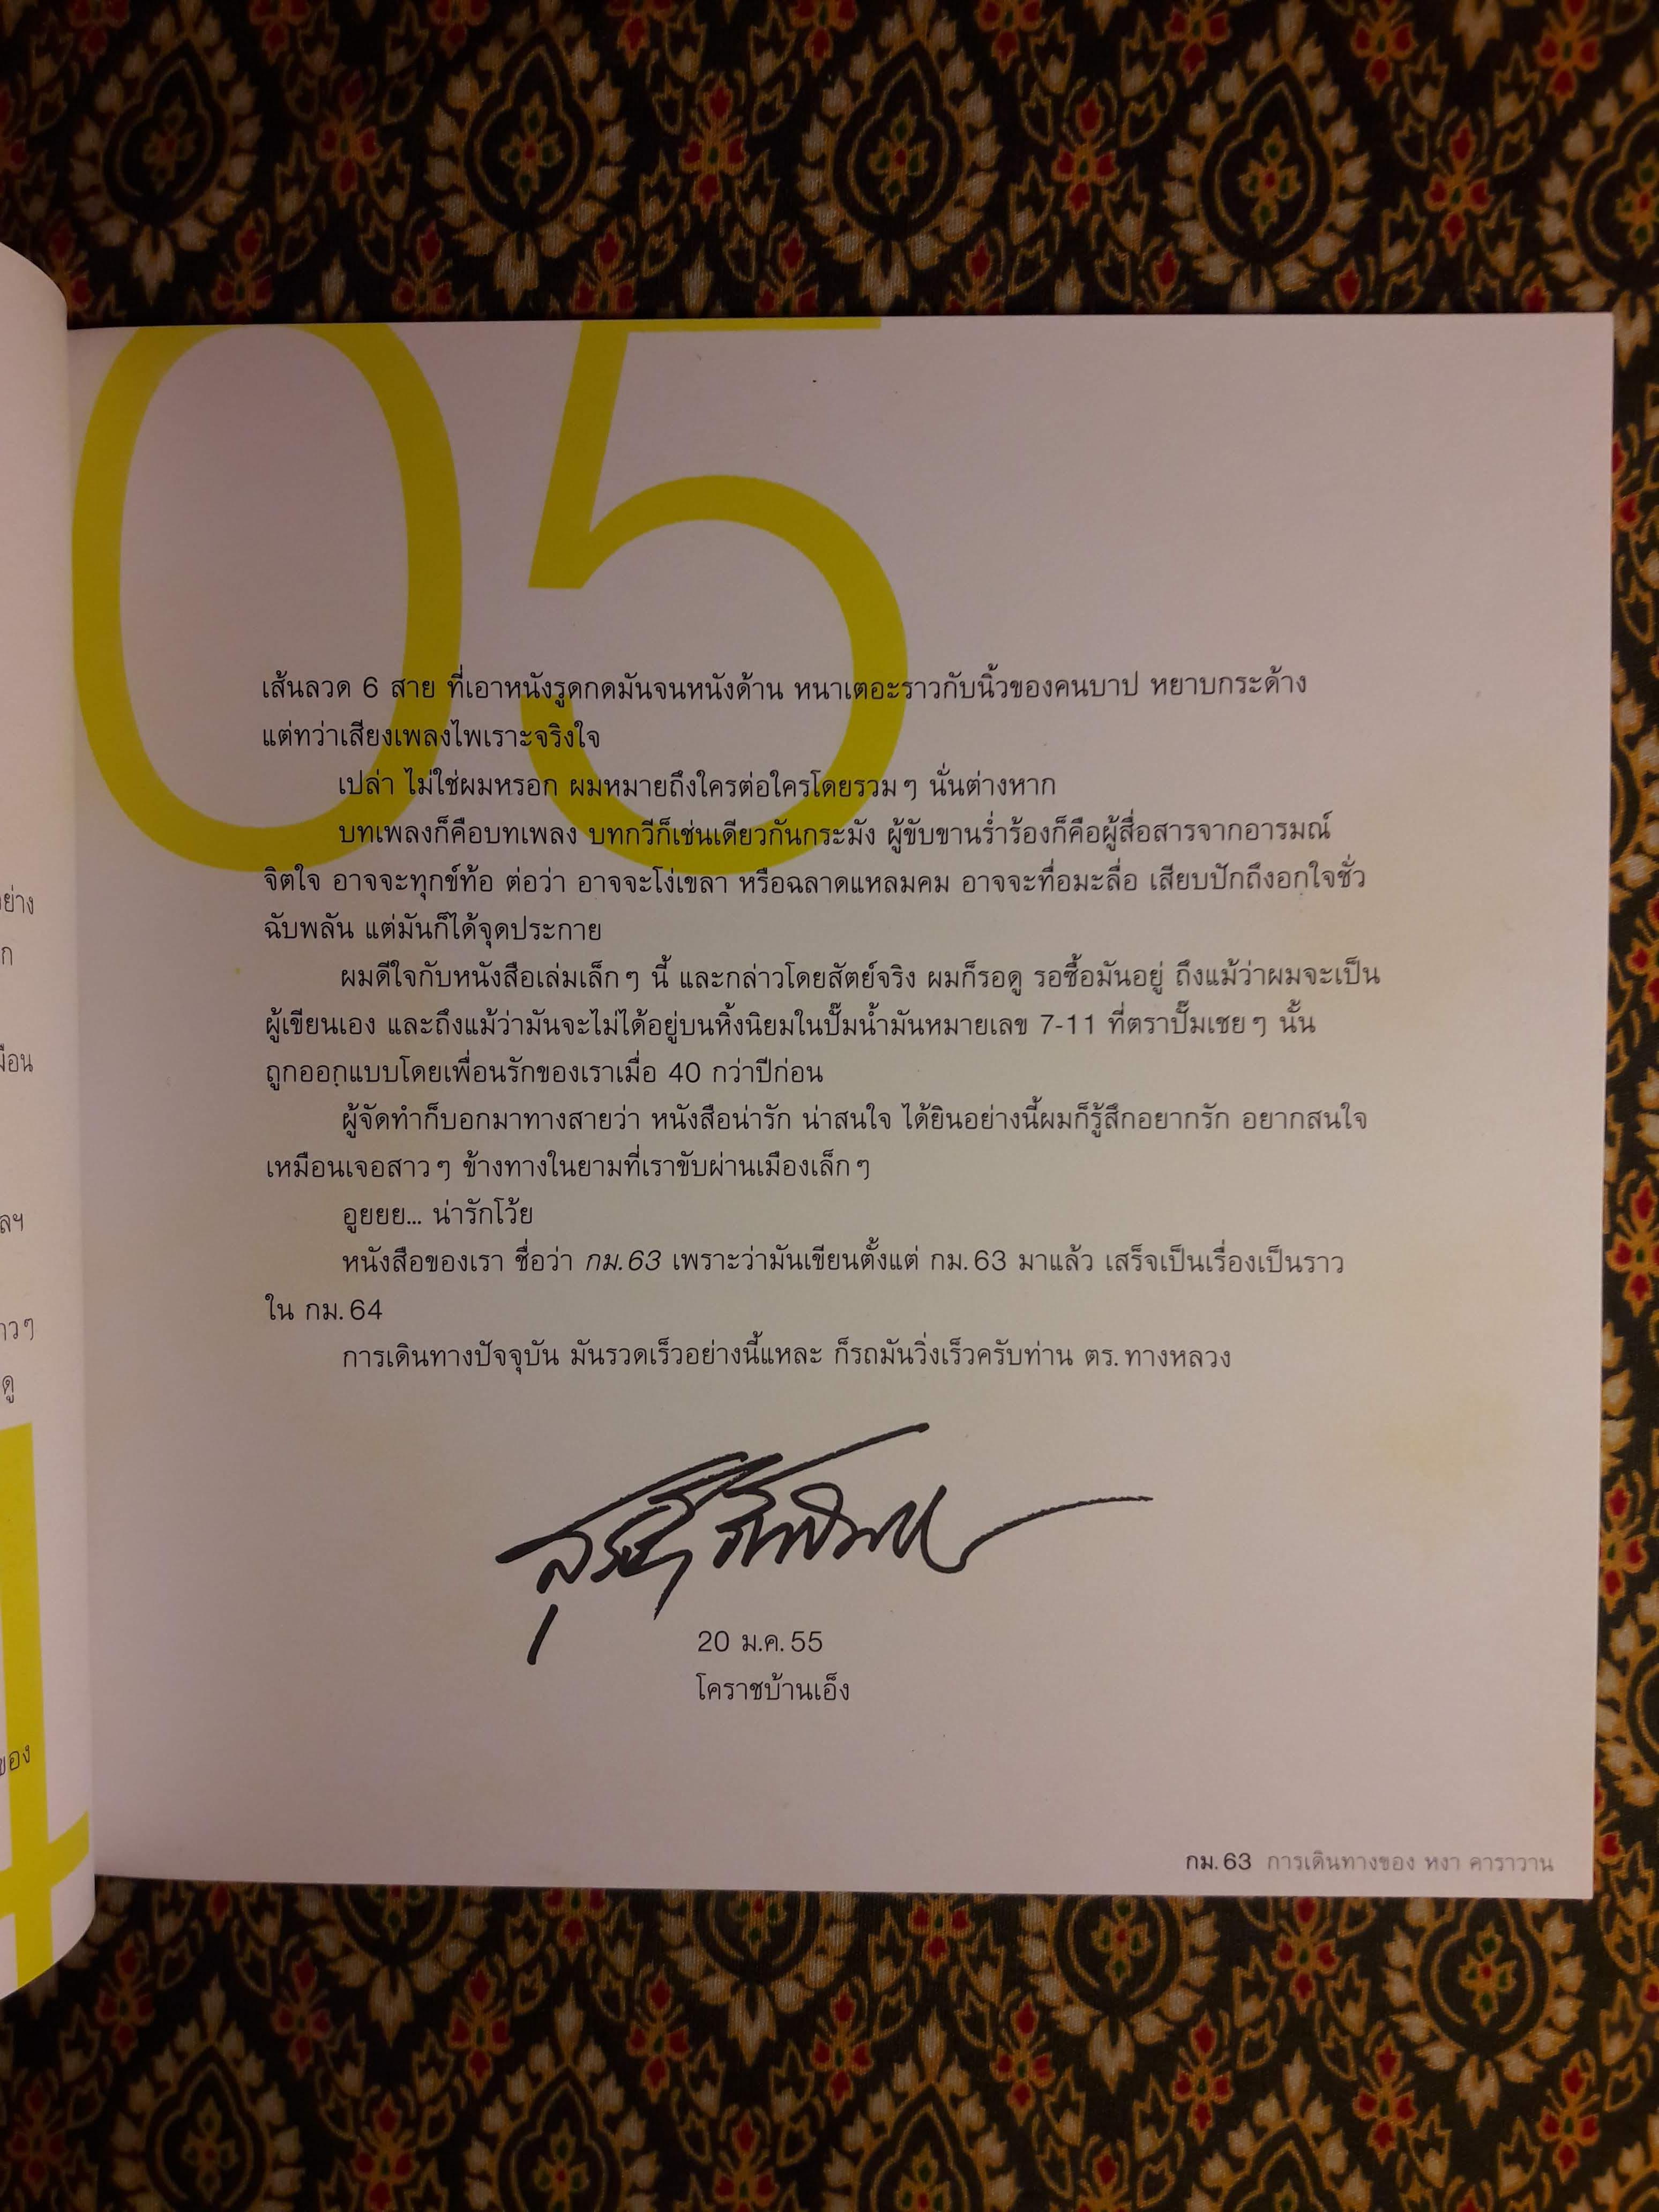 05
เส้นลวด 6 สาย ที่เอาหนังรูดกดมันจนหนังด้าน หนาเตอะราวกับนิ้วของคนบาป หยาบกระด้าง
แต่ทว่าเสียงเพลงไพเราะจริงใจ
เปล่า ไม่ใช่ผมหรอก ผมหมายถึงใครต่อใครโดยรวมๆ นั่นต่างหาก
บทเพลงก็คือบทเพลง บทกวีก็เช่นเดียวกันกระมัง ผู้ขับขานร่ำร้องก็คือผู้สื่อสารจากอารมณ์
จิตใจ อาจจะทุกข์ท้อ ต่อว่า อาจจะโง่เขลา หรือฉลาดแหลมคม อาจจะทื่อมะลื่อ เสียบปักถึงอกใจชั่ว
ฉับพลัน แต่มันก็ได้จุดประกาย
ผมดีใจกับหนังสือเล่มเล็กๆ นี้ และกล่าวโดยสัตย์จริง ผมก็รอดู รอซื้อมันอยู่ ถึงแม้ว่าผมจะเป็น
ผู้เขียนเอง และถึงแม้ว่ามันจะไม่ได้อยู่บนหิ้งนิยมในปั๊มน้ำมันหมายเลข 7-11 ที่ตราปั๊มเชยๆ นั้น
ถูกออกแบบโดยเพื่อนรักของเราเมื่อ 40 กว่าปีก่อน
ผู้จัดทำก็บอกมาทางสายว่า หนังสือน่ารัก น่าสนใจ ได้ยินอย่างนี้ผมก็รู้สึกอยากรัก อยากสนใจ
เหมือนเจอสาวๆ ข้างทางในยามที่เราขับผ่านเมืองเล็กๆ
อูยยย... น่ารักโว้ย
หนังสือของเรา ชื่อว่า กม.63 เพราะว่ามันเขียนตั้งแต่ กม.63 มาแล้ว เสร็จเป็นเรื่องเป็นราว
ใน กม.64
การเดินทางปัจจุบัน มันรวดเร็วอย่างนี้แหละ ก็รถมันวิ่งเร็วครับท่าน ตร.ทางหลวง
20 ม.ค.55
โคราชบ้านเอ็ง
กม.63 การเดินทางของ หงา คาราวาน